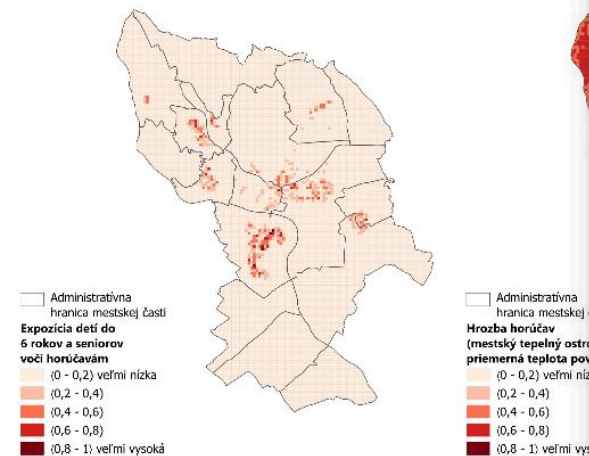 Administratívna
hranica mestskej časti
Expozícia detí do
6 rokov a seniorov
voči horúčavám
⟨0 - 0,2⟩ veľmi nízka
(0,2 - 0,4⟩
(0,4 - 0,6⟩
(0,6 - 0,8⟩
(0,8 - 1⟩ veľmi vysoká
Administratívna
hranica mestskej
Hrozba horúčav
(mestský tepelný
priemerná teplota
⟨0 - 0,2⟩ veľmi
(0,2 - 0,4⟩
(0,4 - 0,6⟩
(0,6 - 0,8⟩
(0,8 - 1⟩ veľmi